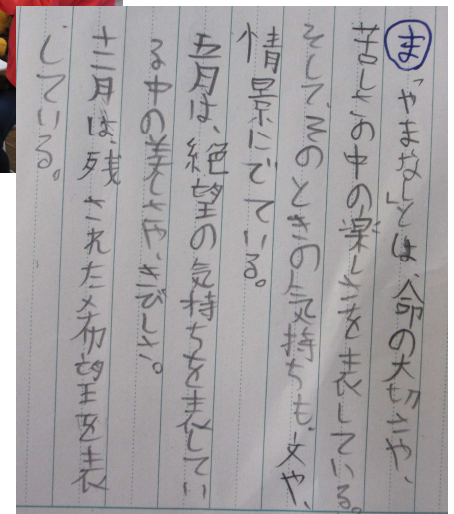 ま「やまなし」とは、命の大切さや、
苦しさの中の楽しさを表している。
そして、そのときの気持ちも、文や、
情景にでている。
五月は、絶望の気持ちを表してい
る中の美しさや、きびしさ。
十二月は、残された希望を表
している。